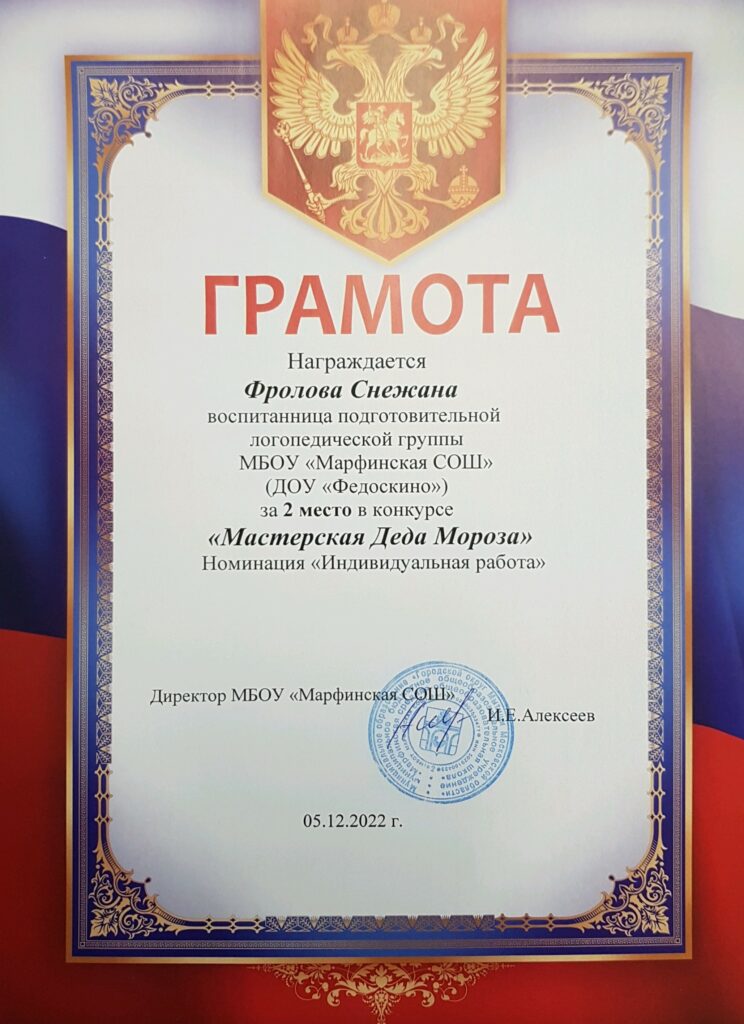 ГРАМОТА
Награждается
Фролова Снежана
воспитанница подготовительной
логопедической группы
МБОУ «Марфинская СОШ»
(ДОУ «Федоскино»)
за 2 место в конкурсе
«Мастерская Деда Мороза»
Номинация «Индивидуальная работа»
Директор МБОУ «Марфинская СОШ»
И.Е.Алексеев
05.12.2022 г.